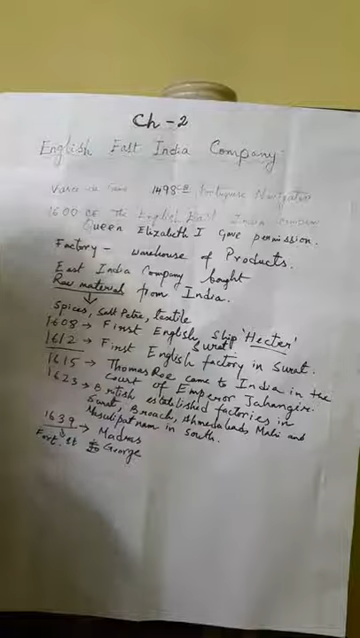 Ch - 2
English East India Company
Vasco da Gama 1498 CE Portuguese Navigator
1600 CE The English East India Company
Queen Elizabeth I Gave permission.
Factory - warehouse of Products.
East India Company bought
Raw material from India.
Spices, Salt Petre, textile
1608 → First English Ship 'Hector'
Surat
1612 → First English factory in Surat.
1615 → Thomas Roe came to India in the
court of Emperor Jahangir.
1623 → British established factories in
Surat, Broach, Ahmedabad, and
Masulipatnam in South.
1639 → Madras
Fort. St George